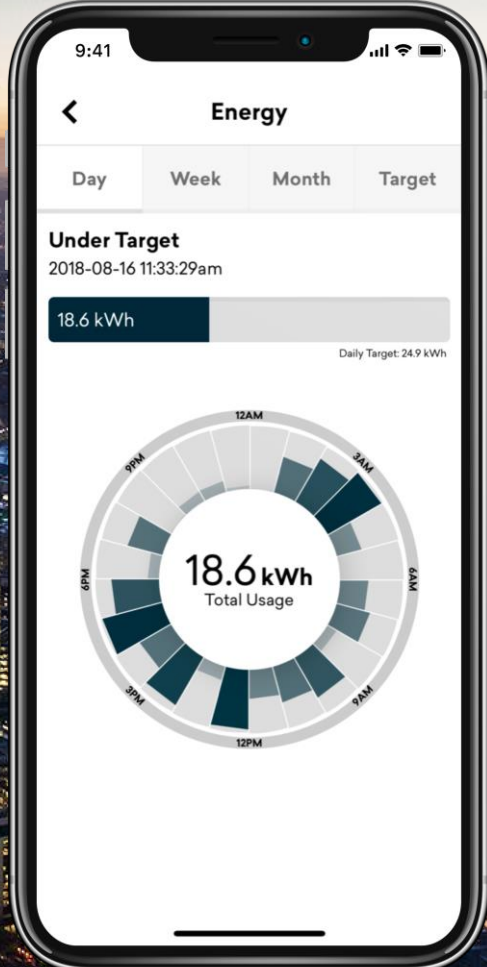 9:41
Energy
Day Week Month Target
Under Target
2018-08-16 11:33:29am
18.6 kWh
Daily Target: 24.9 kWh
12AM
3AM
6AM
9AM
12PM
3PM
6PM
9PM
18.6 kWh
Total Usage